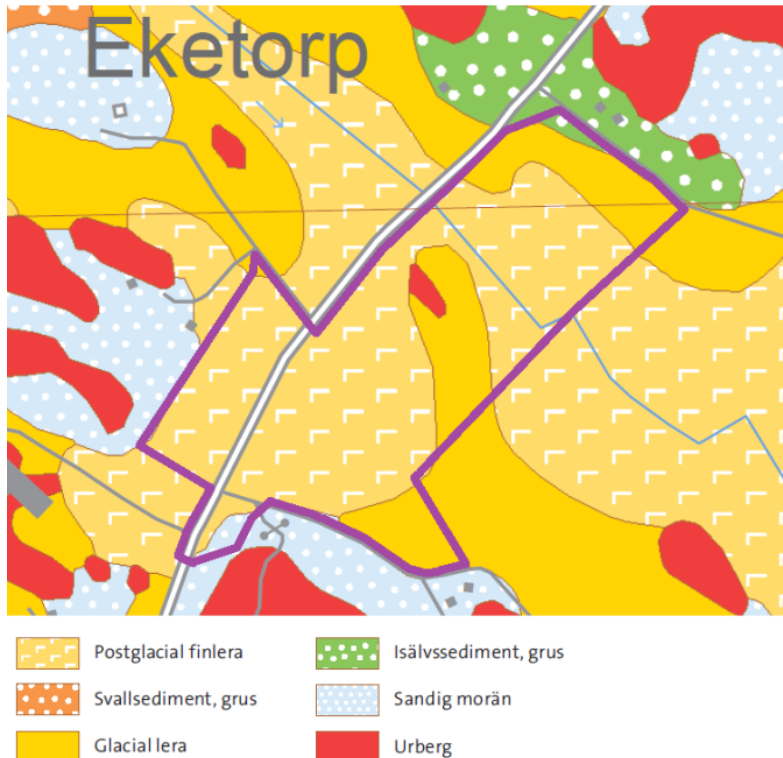 Eketorp
Postglacial finlera
Isälvssediment, grus
Svallsediment, grus
Sandig morän
Glacial lera
Urberg